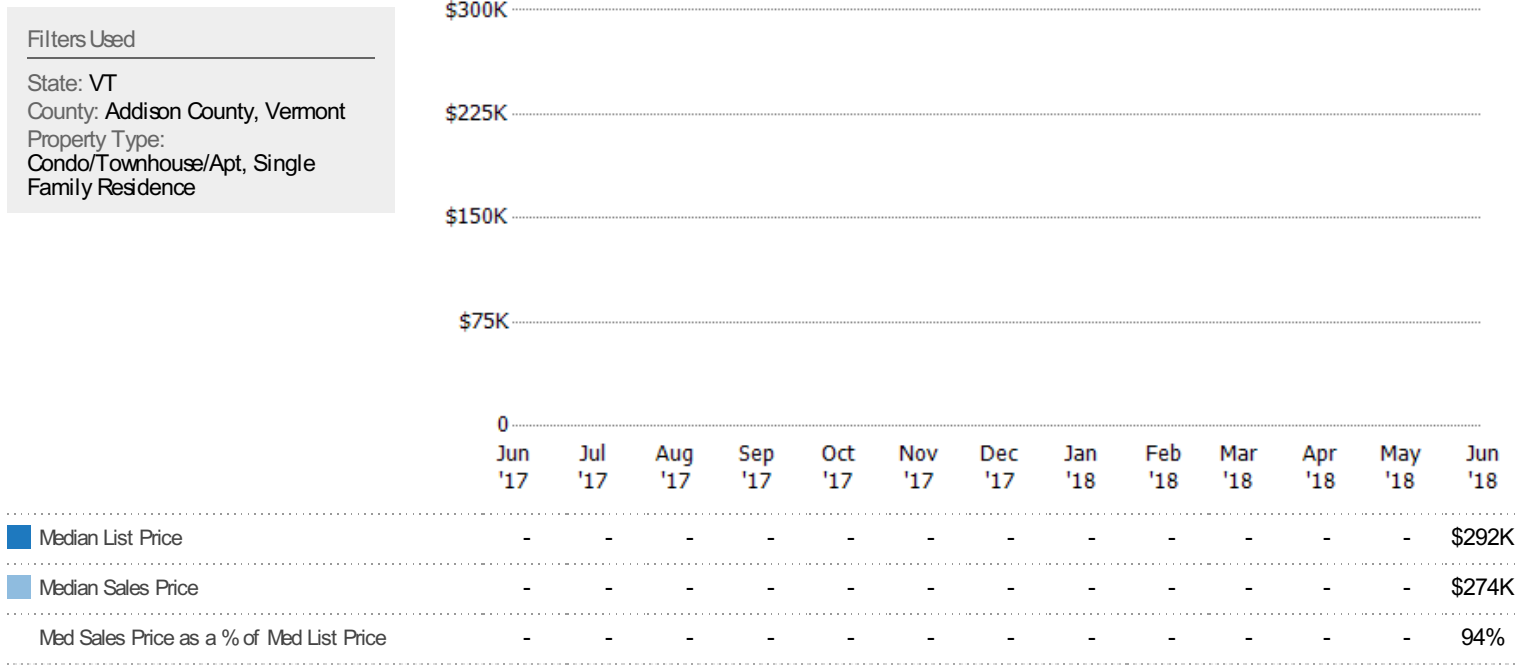 Filters Used
State: VT
County: Addison County, Vermont
Property Type:
Condo/Townhouse/Apt, Single
Family Residence
$300K
$225K
$150K
$75K
0
Jun Jul Aug Sep Oct Nov Dec Jan Feb Mar Apr May Jun
'17 '17 '17 '17 '17 '17 '17 '18 '18 '18 '18 '18 '18
Median List Price - - - - - - - - - - - - $292K
Median Sales Price - - - - - - - - - - - - $274K
Med Sales Price as a % of Med List Price - - - - - - - - - - - - 94%